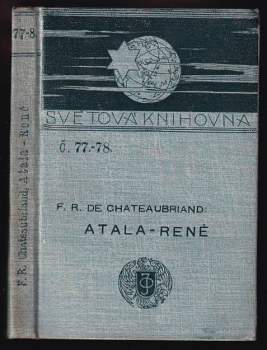 77-8.
F. R. Chateaubriand, Atala - René
SVĚTOVÁ KNIHOVNA
Č. 77.-78.
F. R. DE CHATEAUBRIAND:
ATALA-RENÉ